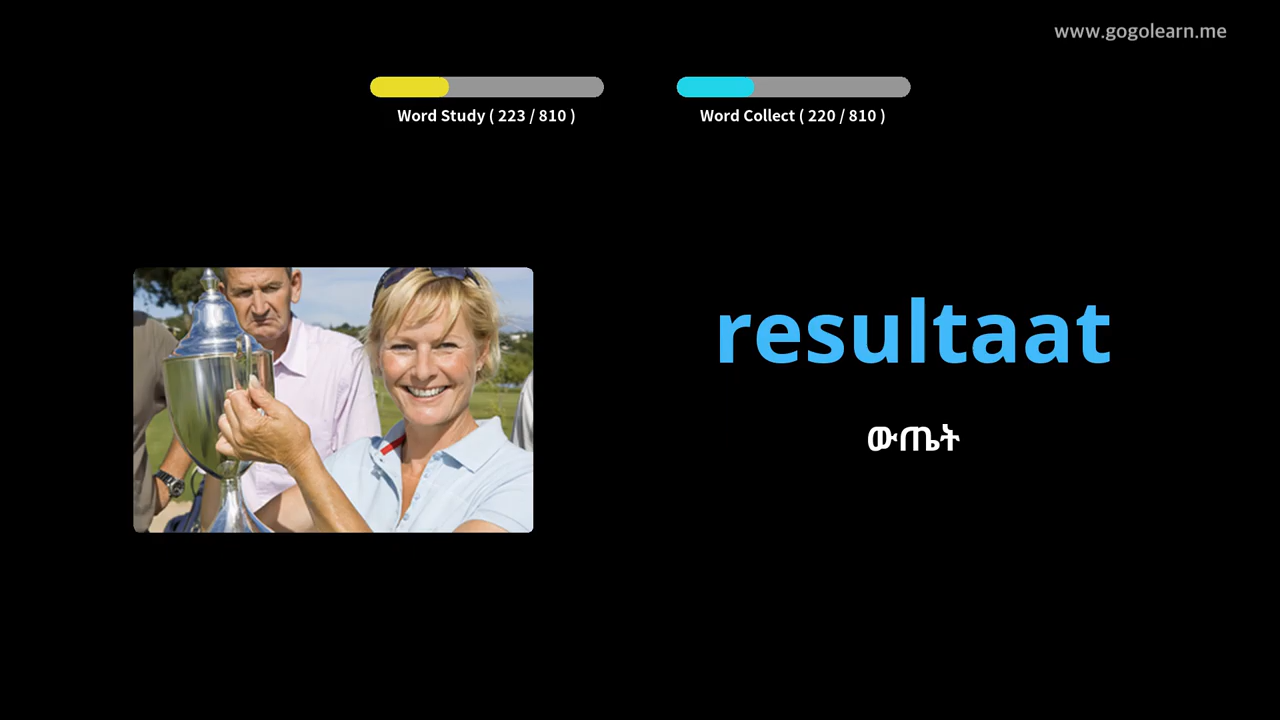 www.gogolearn.me
Word Study ( 223 / 810 )
Word Collect ( 220 / 810 )
resultaat
ውጤት